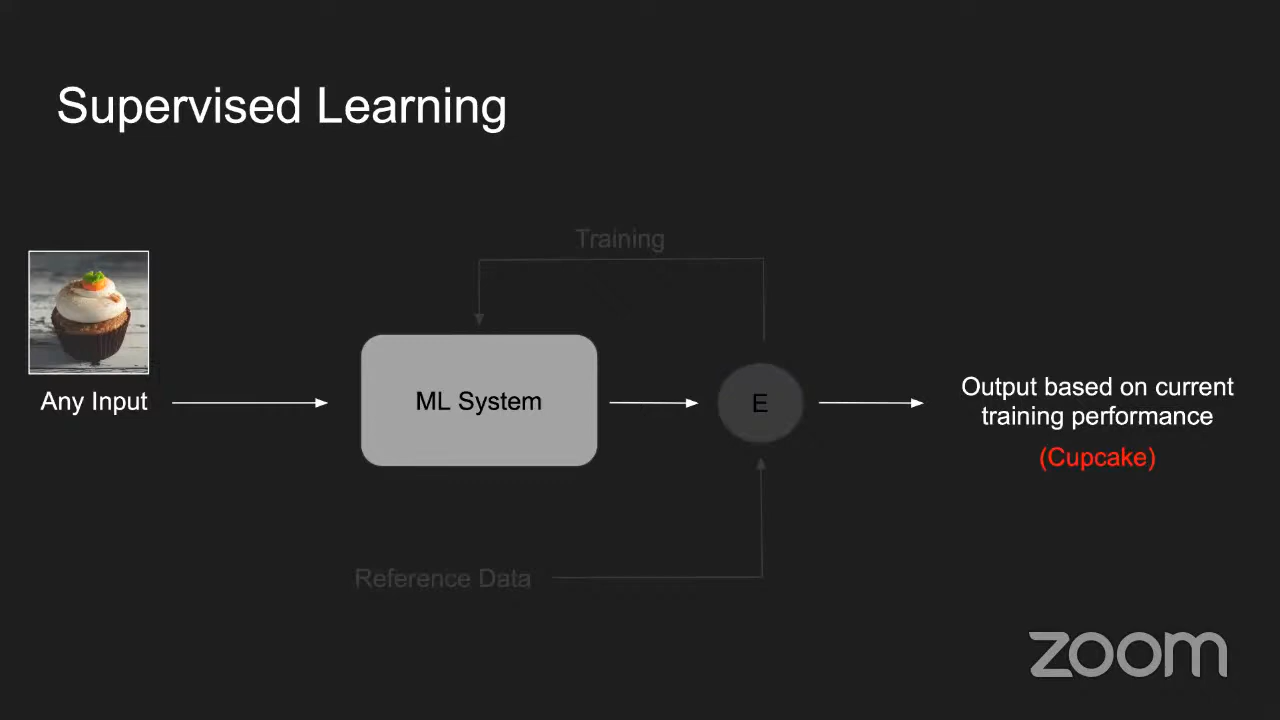 Supervised Learning
Training
Any Input
ML System
E
Output based on current
training performance
(Cupcake)
Reference Data
zoom